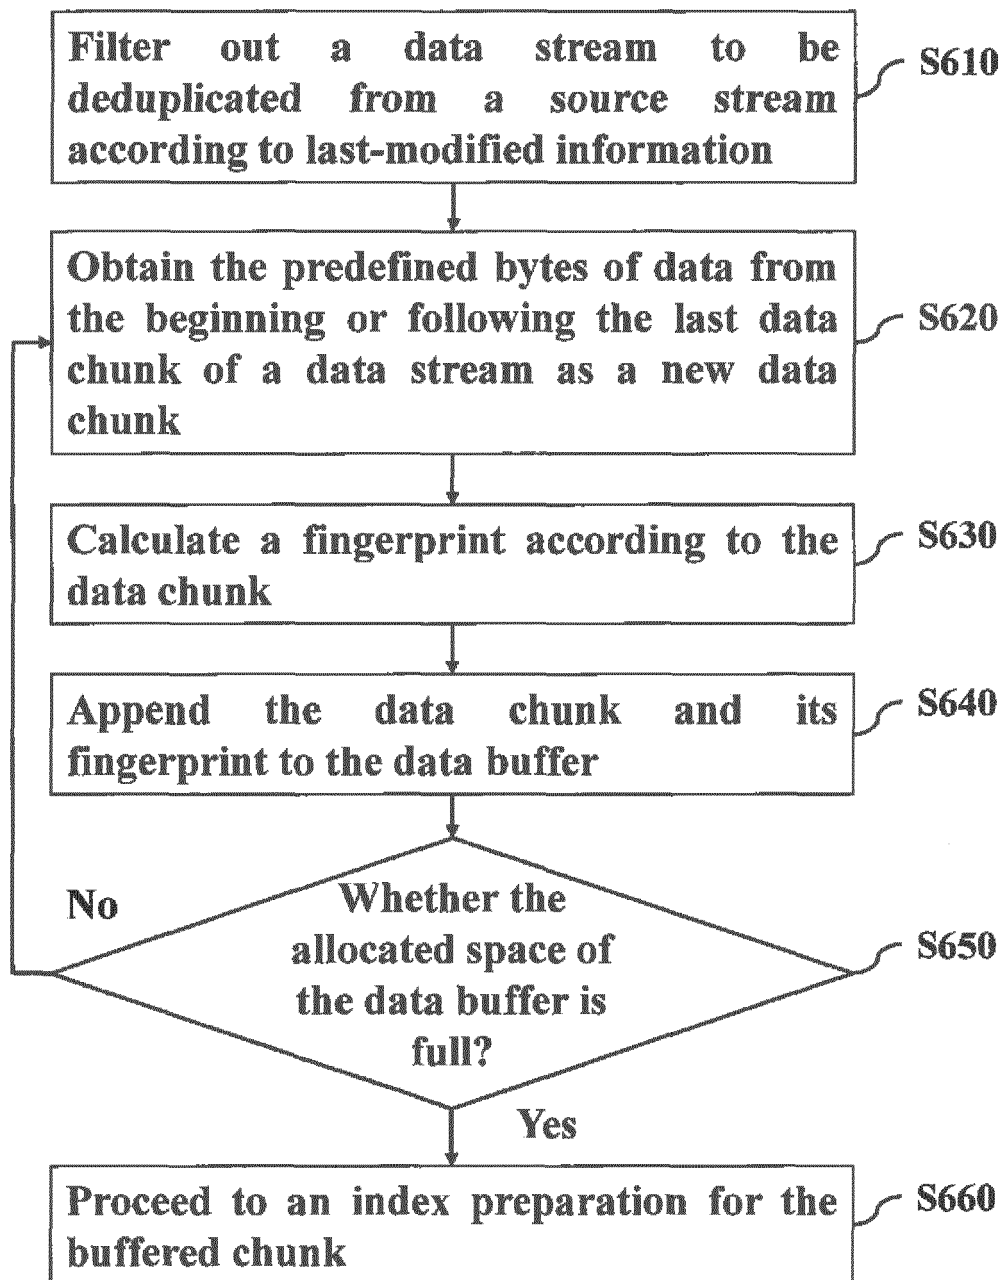 Filter out a data stream to be
deduplicated from a source stream
according to last-modified information
S610
Obtain the predefined bytes of data from
the beginning or following the last data
chunk of a data stream as a new data
chunk
S620
Calculate a fingerprint according to the
data chunk
S630
Append the data chunk and its
fingerprint to the data buffer
S640
No
Whether the
allocated space of
the data buffer is
full?
S650
Yes
Proceed to an index preparation for the
buffered chunk
S660